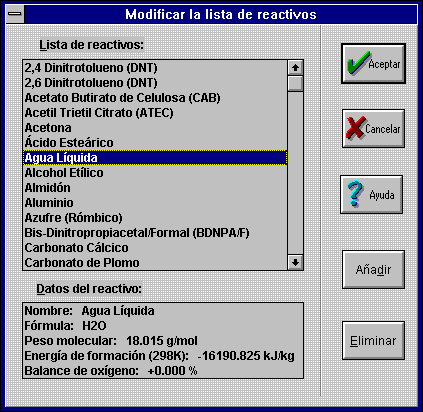 Modificar la lista de reactivos
Lista de reactivos:
2,4 Dinitrotolueno (DNT)
2,6 Dinitrotolueno (DNT)
Acetato Butirato de Celulosa (CAB)
Acetil Trietil Citrato (ATEC)
Acetona
Ácido Esteárico
Agua Líquida
Alcohol Etílico
Almidón
Aluminio
Azufre (Rómbico)
Bis-Dinitropropiacetal/Formal (BDNPA/F)
Carbonato Cálcico
Carbonato de Plomo
Datos del reactivo:
Nombre: Agua Líquida
Fórmula: H2O
Peso molecular: 18.015 g/mol
Energía de formación (298K): -16190.825 kJ/kg
Balance de oxígeno: +0.000 %
Aceptar
Cancelar
Ayuda
Añadir
Eliminar